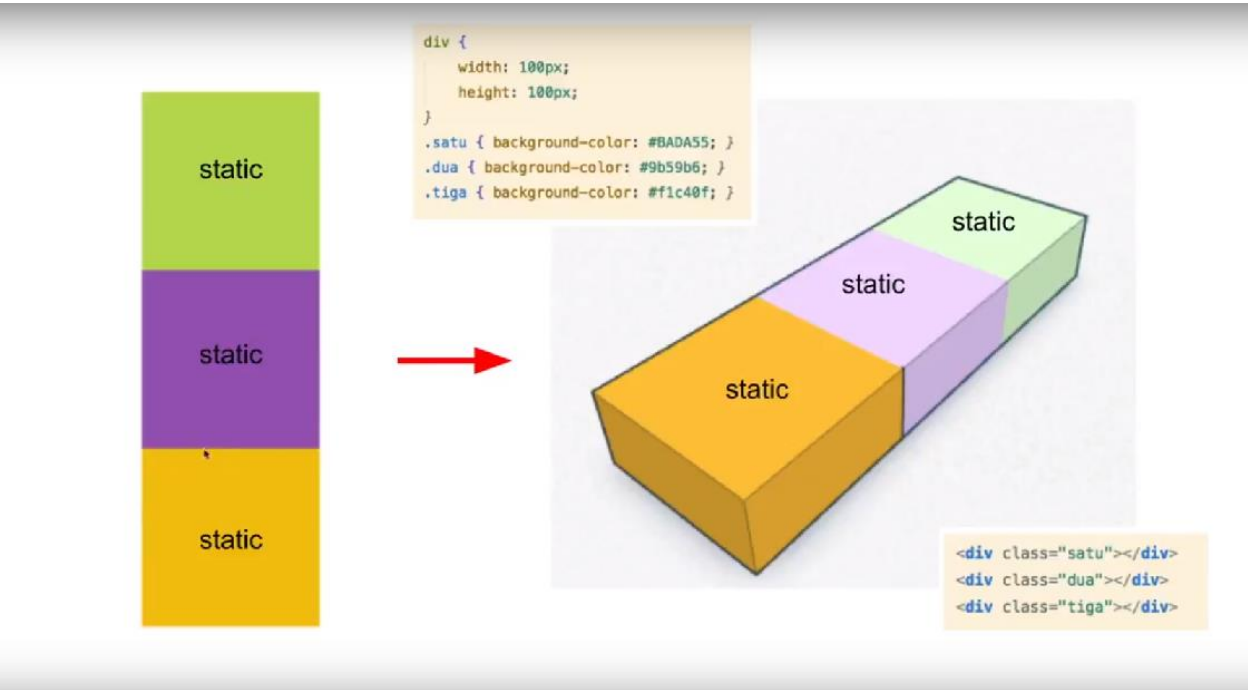 div {
width: 100px;
height: 100px;
}
.satu { background-color: #BADA55; }
.dua { background-color: #9b59b6; }
.tiga { background-color: #f1c40f; }
static
static
static
static
static
static
<div class="satu"></div>
<div class="dua"></div>
<div class="tiga"></div>